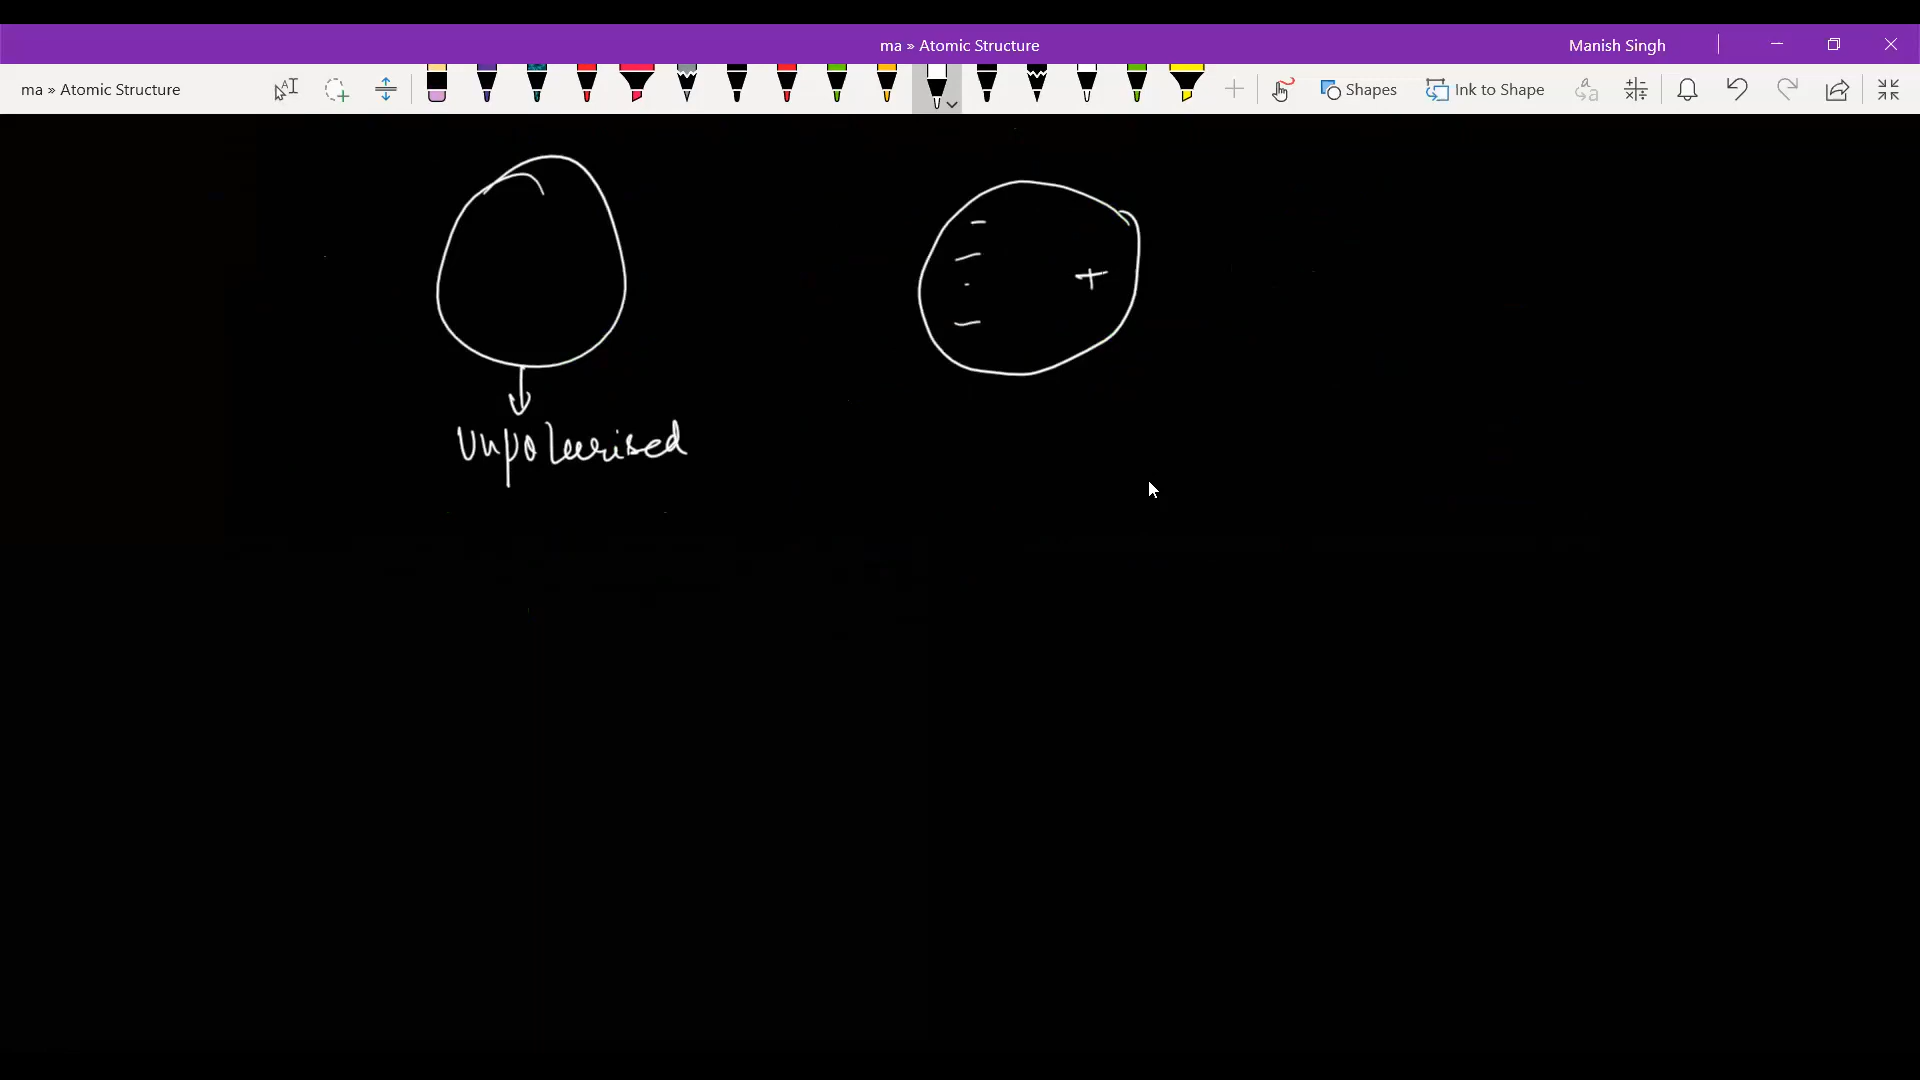 ma » Atomic Structure
Manish Singh
ma » Atomic Structure
Shapes
Ink to Shape
Unpolarised